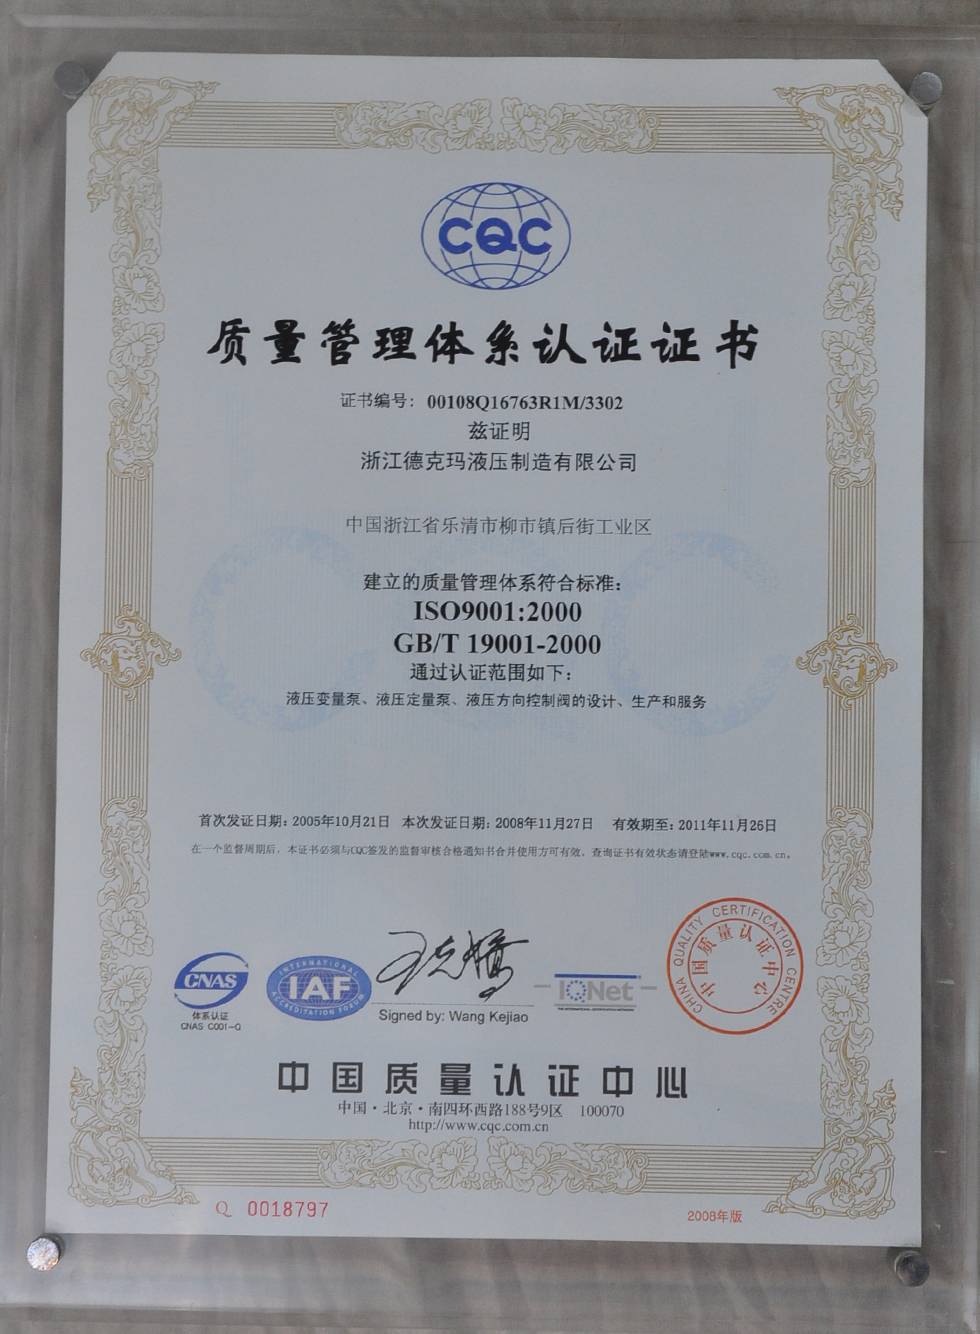 CQC
质量管理体系认证证书
证书编号：00108Q16763R1M/3302
兹证明
浙江德克玛液压制造有限公司
中国浙江省乐清市柳市镇后街工业区
建立的质量管理体系符合标准：
ISO9001:2000
GB/T 19001-2000
通过认证范围如下：
液压变量泵、液压定量泵、液压方向控制阀的设计、生产和服务
首次发证日期：2005年10月21日 本次发证日期：2008年11月27日 有效期至：2011年11月26日
在一个监督周期后，本证书必须与CQC签发的监督审核合格通知书合并使用方可有效，查询证书有效状态请登陆www.cqc.com.cn。
CNAS
体系认证
CNAS C001-Q
INTERNATIONAL
IAF
ACCREDITATION FORUM
王克娇
Signed by: Wang Kejiao
IQNet
THE INTERNATIONAL CERTIFICATION NETWORK
CHINA QUALITY CERTIFICATION CENTRE
中国质量认证中心
中国质量认证中心
中国·北京·南四环西路188号9区 100070
http://www.cqc.com.cn
Q 0018797
2008年版